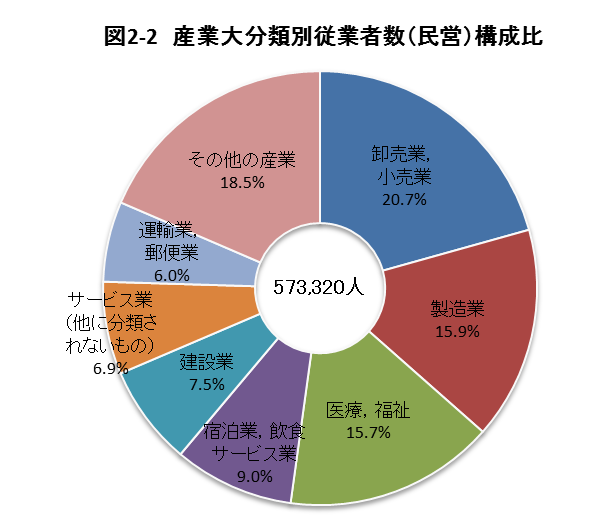 図2-2 産業大分類別従業者数（民営）構成比
卸売業，
小売業
20.7%
製造業
15.9%
医療，福祉
15.7%
宿泊業，飲食
サービス業
9.0%
建設業
7.5%
サービス業
（他に分類さ
れないもの）
6.9%
運輸業，
郵便業
6.0%
その他の産業
18.5%
573,320人